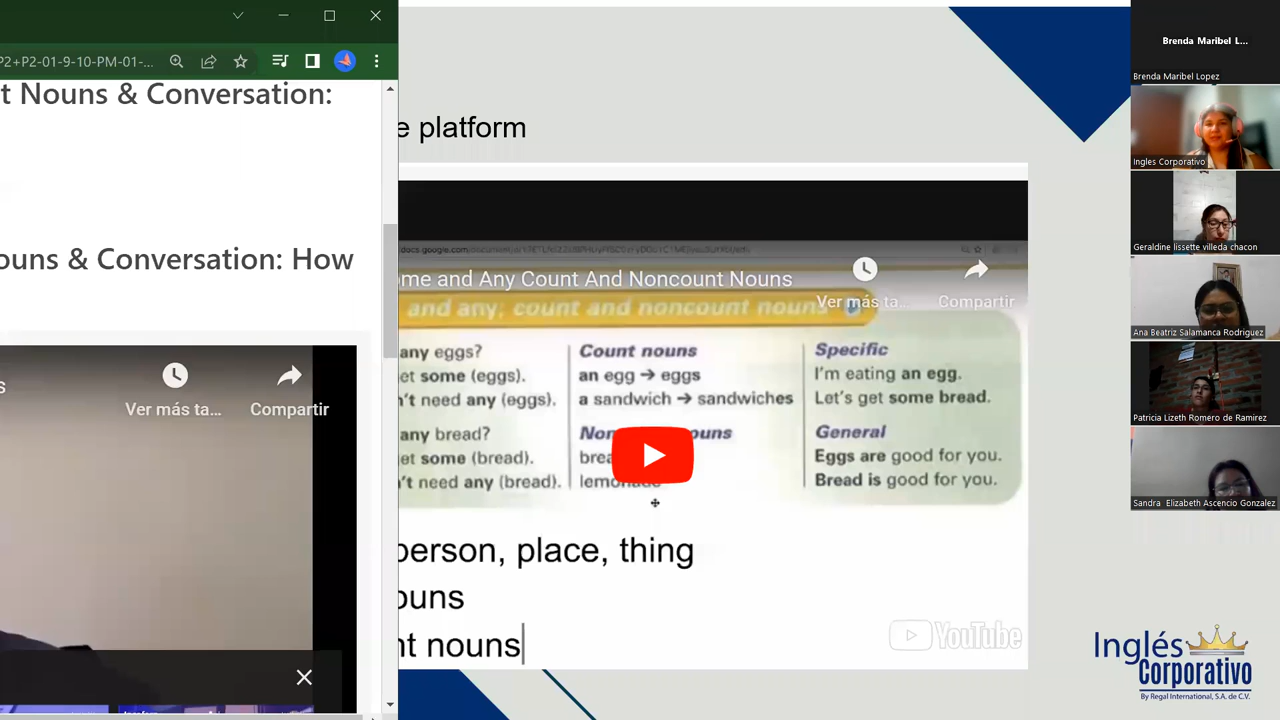 P2+P2-01-9-10-PM-01-...
t Nouns & Conversation:
ouns & Conversation: How
s
Ver más ta...
Compartir
e platform
ome and Any Count And Noncount Nouns
Ver más ta...
Compartir
and any; count and noncount nouns
any eggs?
et some (eggs).
't need any (eggs).
any bread?
et some (bread).
't need any (bread).
Count nouns
an egg → eggs
a sandwich → sandwiches
Non ouns
brea
lemonade
Specific
I'm eating an egg.
Let's get some bread.
General
Eggs are good for you.
Bread is good for you.
person, place, thing
ouns
nt nouns
YouTube
Brenda Maribel L...
Brenda Maribel Lopez
Ingles Corporativo
Geraldine lissette villeda chacon
Ana Beatriz Salamanca Rodriguez
Patricia Lizeth Romero de Ramirez
Sandra Elizabeth Ascencio Gonzalez
Inglés
Corporativo
By Regal International, S.A. de C.V.